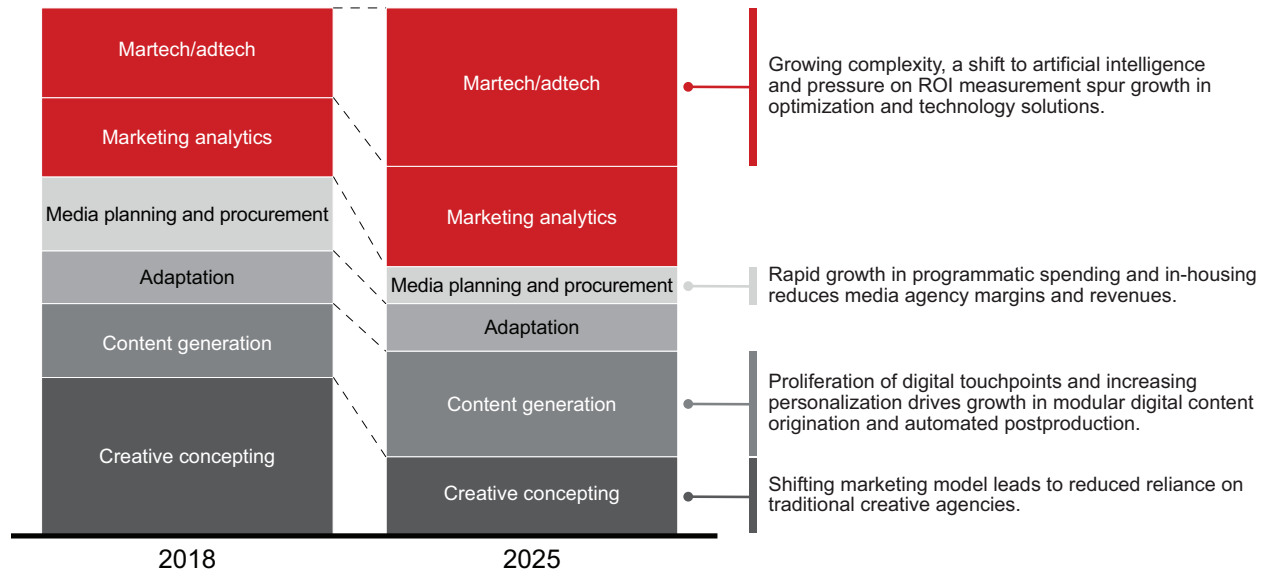 Martech/adtech
Marketing analytics
Media planning and procurement
Adaptation
Content generation
Creative concepting
2018
Martech/adtech
Marketing analytics
Media planning and procurement
Adaptation
Content generation
Creative concepting
2025
Growing complexity, a shift to artificial intelligence
and pressure on ROI measurement spur growth in
optimization and technology solutions.
Rapid growth in programmatic spending and in-housing
reduces media agency margins and revenues.
Proliferation of digital touchpoints and increasing
personalization drives growth in modular digital content
origination and automated postproduction.
Shifting marketing model leads to reduced reliance on
traditional creative agencies.